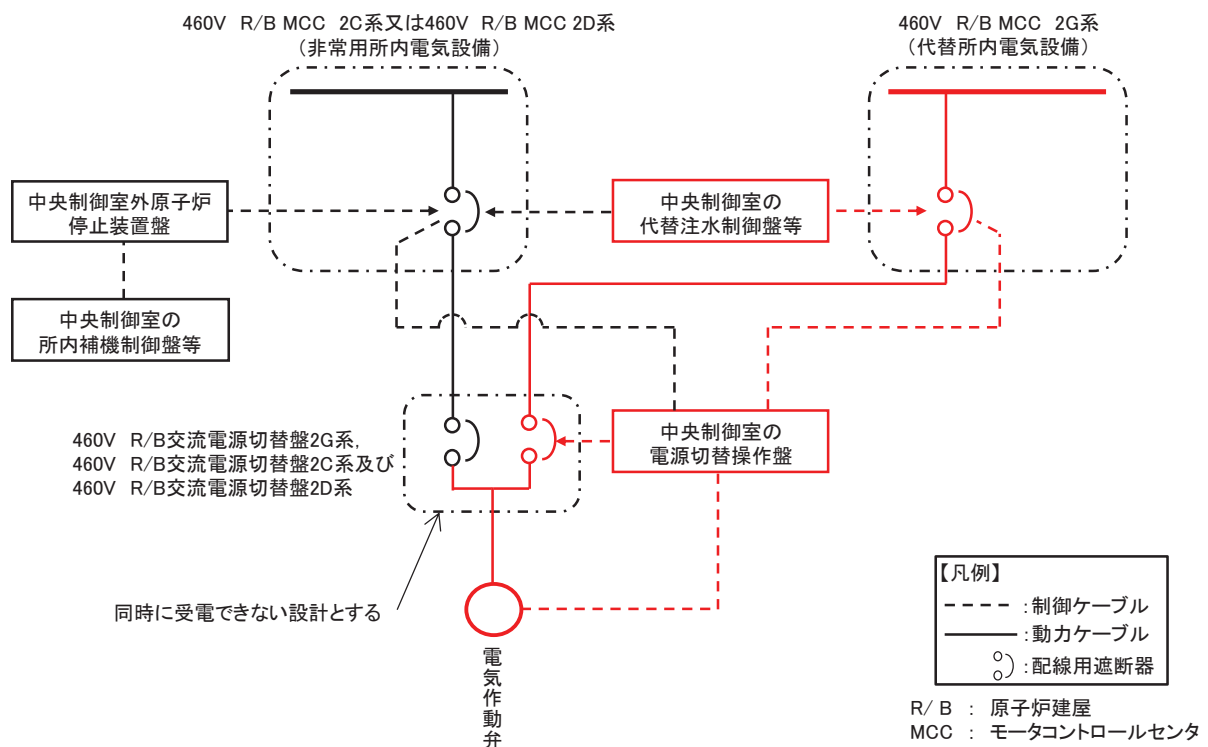 460V R/B MCC 2C系又は460V R/B MCC 2D系
（非常用所内電気設備）
460V R/B MCC 2G系
（代替所内電気設備）
中央制御室外原子炉
停止装置盤
中央制御室の
代替注水制御盤等
中央制御室の
所内補機制御盤等
460V R/B交流電源切替盤2G系,
460V R/B交流電源切替盤2C系及び
460V R/B交流電源切替盤2D系
中央制御室の
電源切替操作盤
同時に受電できない設計とする
電気作動弁
【凡例】
:制御ケーブル
:動力ケーブル
:配線用遮断器
R/B : 原子炉建屋
MCC : モータコントロールセンタ